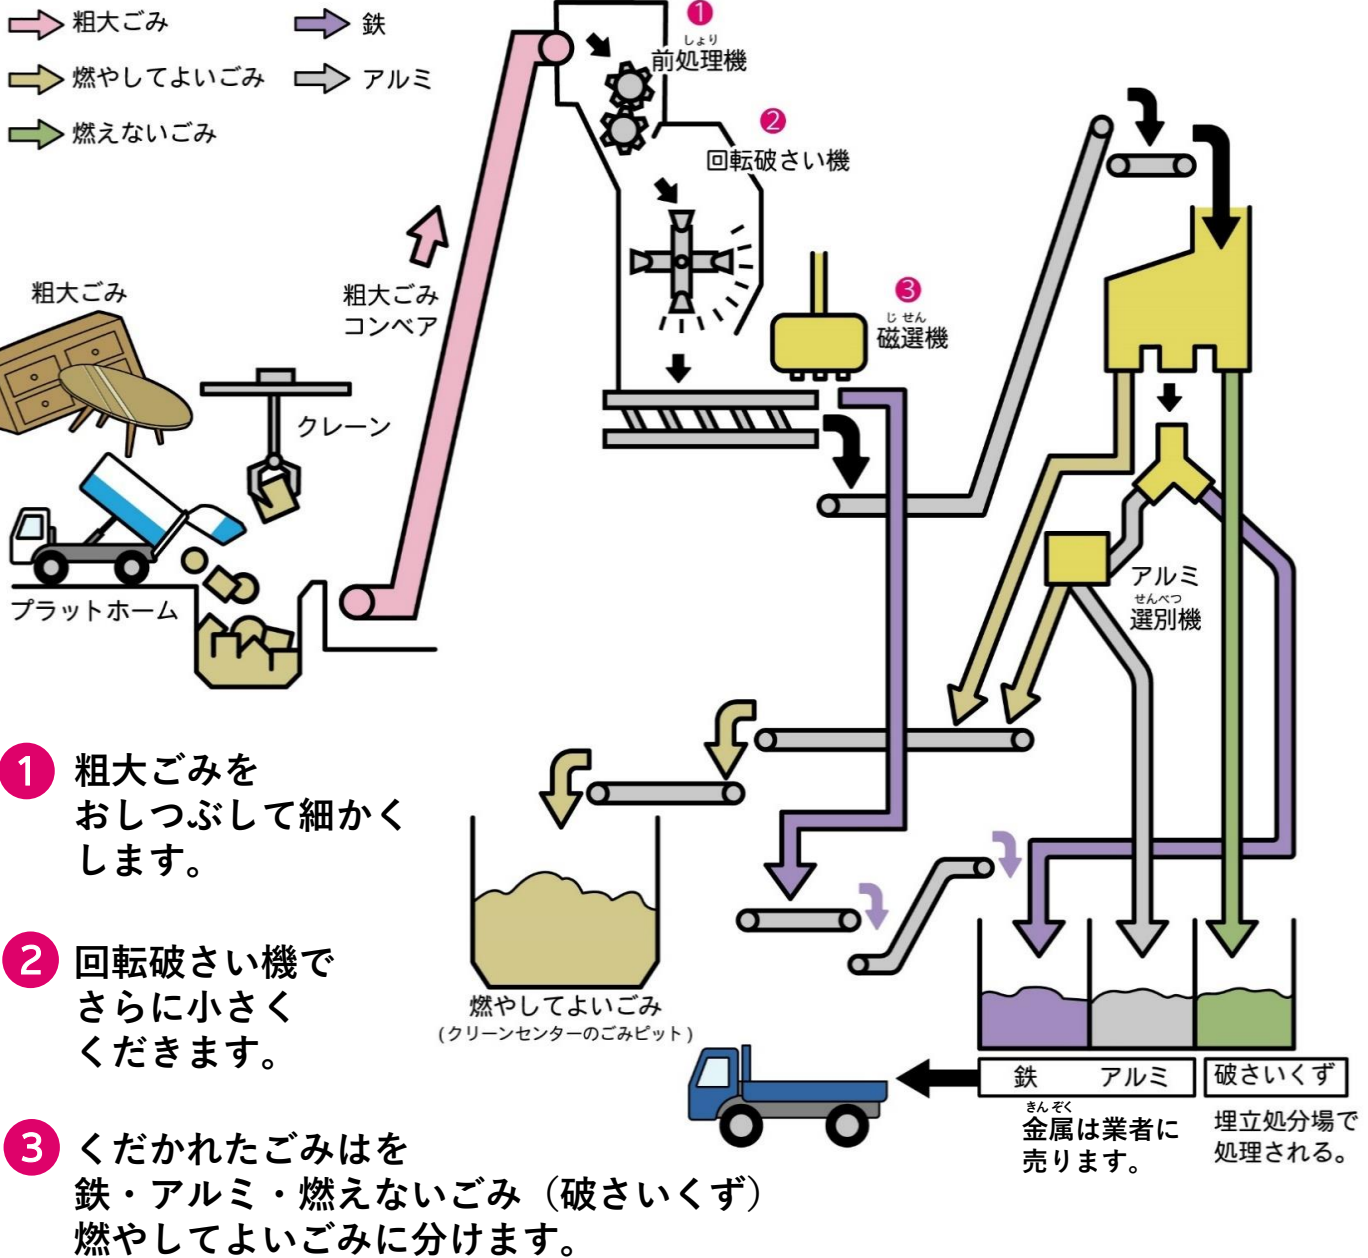 粗大ごみ
鉄
燃やしてよいごみ
アルミ
燃えないごみ
1
しょり
前処理機
2
回転破さい機
粗大ごみ
コンベア
3
じせん
磁選機
粗大ごみ
クレーン
プラットホーム
アルミ
せんべつ
選別機
1 粗大ごみを
おしつぶして細かく
します。
2 回転破さい機で
さらに小さく
くだきます。
3 くだかれたごみはを
鉄・アルミ・燃えないごみ（破さいくず）
燃やしてよいごみに分けます。
燃やしてよいごみ
(クリーンセンターのごみピット)
鉄 アルミ
破さいくず
きんぞく
金属は業者に
売ります。
埋立処分場で
処理される。